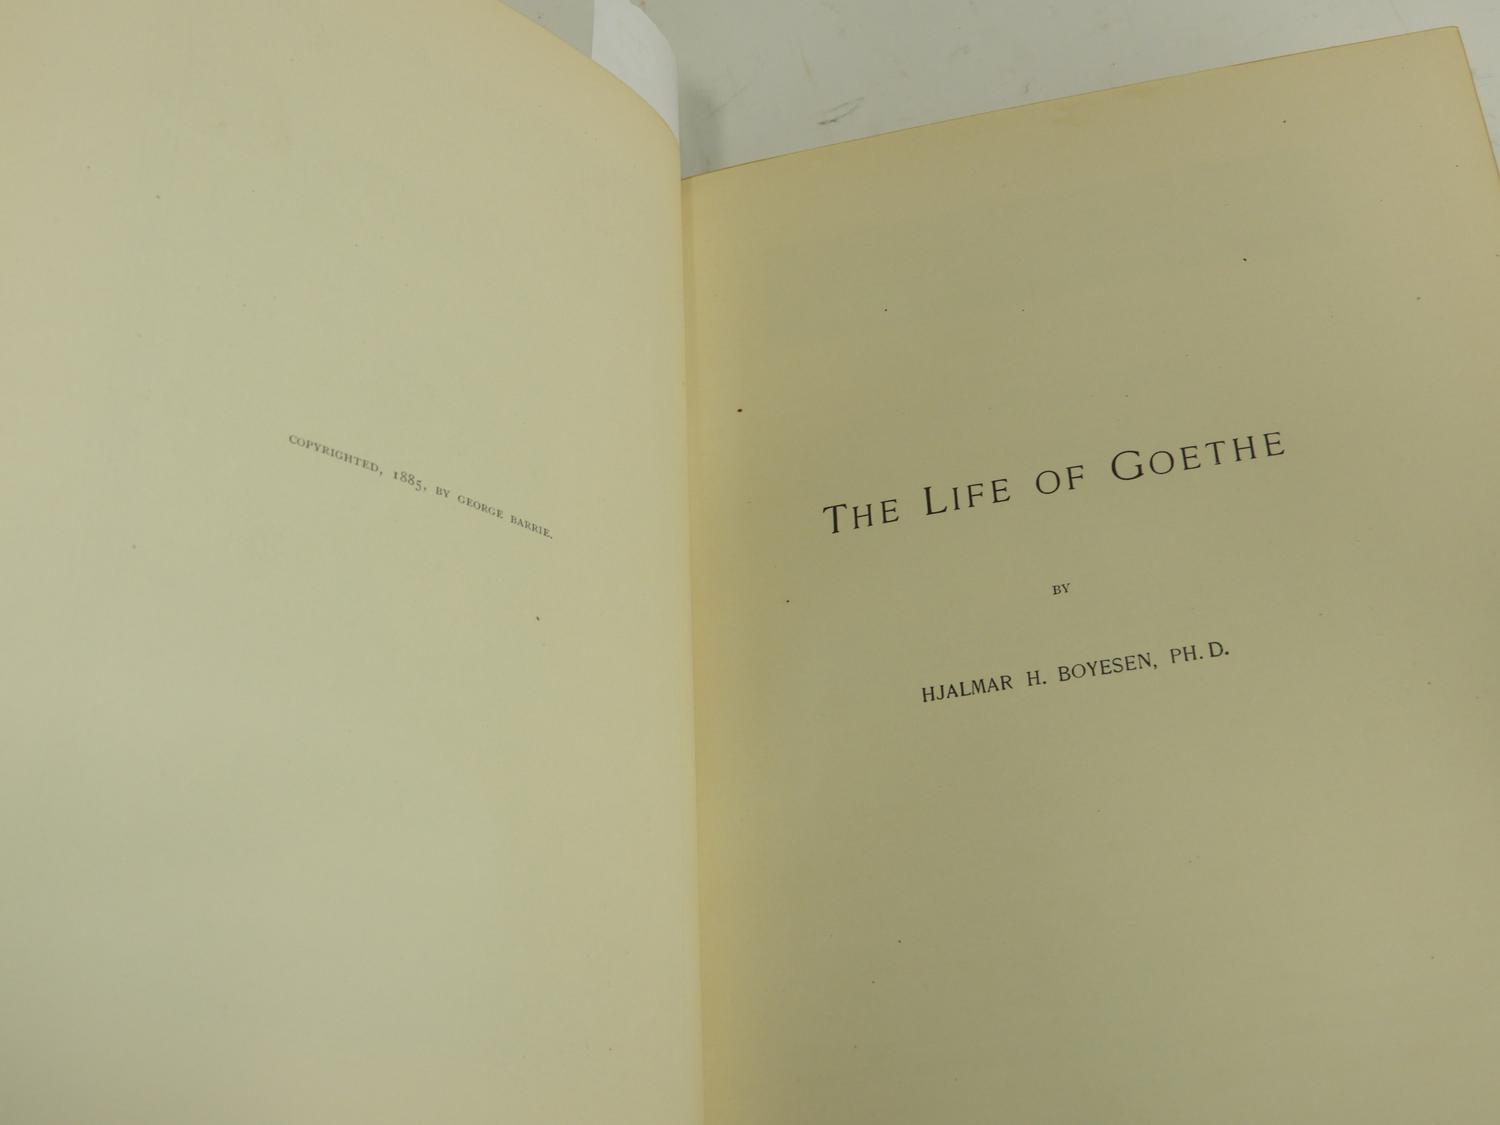 COPYRIGHTED, 1885, BY GEORGE BARRIE.
THE LIFE OF GOETHE
BY
HJALMAR H. BOYESEN, PH. D.